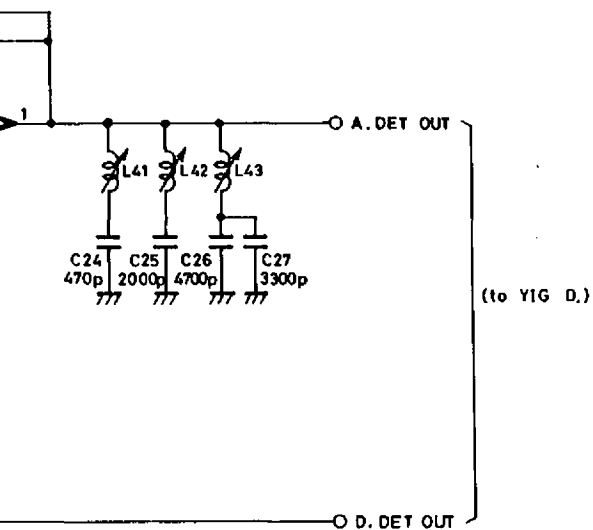 1
A.DET OUT
L41 L42 L43
C24 C25 C26 C27
470p 2000p 4700p 3300p
(to YIG D.)
D.DET OUT